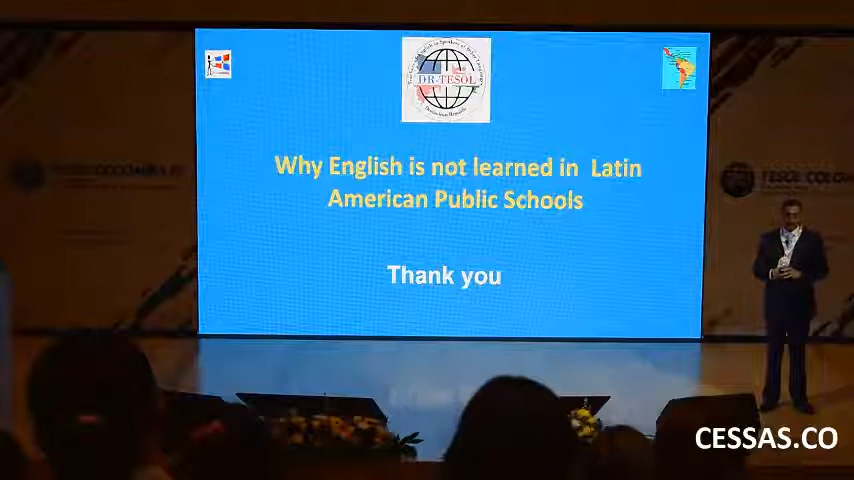 DR-TESOL
Why English is not learned in Latin
American Public Schools
Thank you
CESSAS.CO